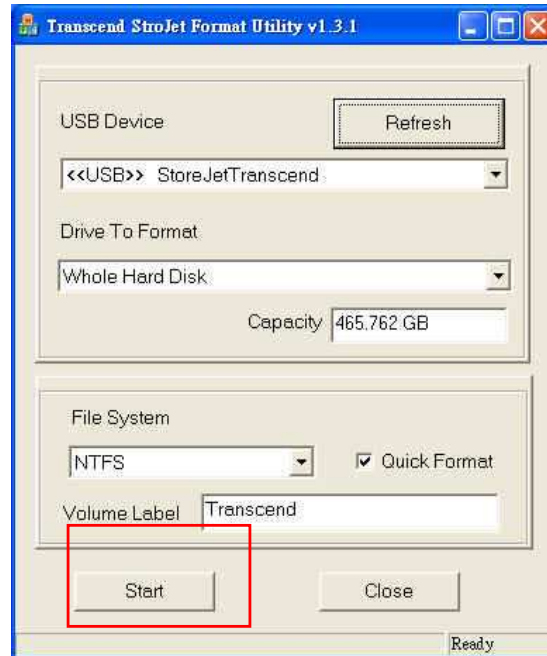 Transcend StroJet Format Utility v1.3.1
USB Device
Refresh
<<USB>> StoreJetTranscend
Drive To Format
Whole Hard Disk
Capacity 465.762 GB
File System
NTFS
Quick Format
Volume Label Transcend
Start Close
Ready